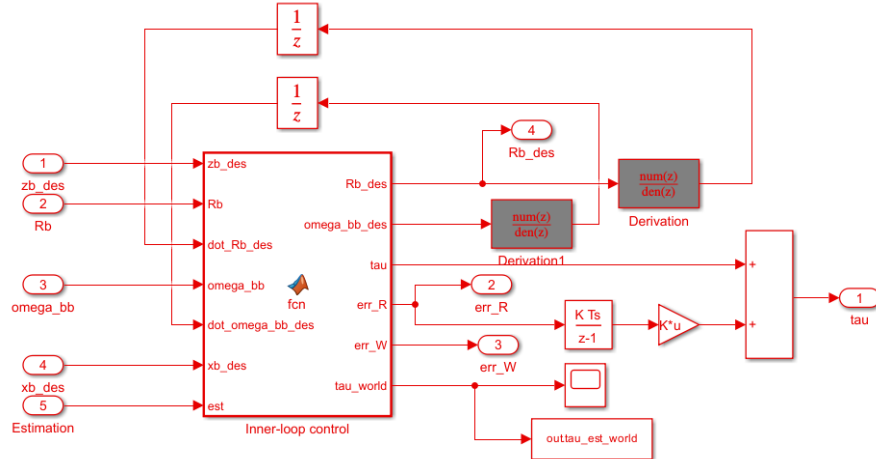 1
z
1
z
1
zb_des
2
Rb
3
omega_bb
4
xb_des
5
Estimation
zb_des
Rb
dot_Rb_des
omega_bb
dot_omega_bb_des
xb_des
est
fcn
Rb_des
omega_bb_des
tau
err_R
err_W
tau_world
Inner-loop control
4
Rb_des
num(z)
den(z)
Derivation
num(z)
den(z)
Derivation1
2
err_R
3
err_W
K Ts
z-1
K*u
+
+
1
tau
out.tau_est_world